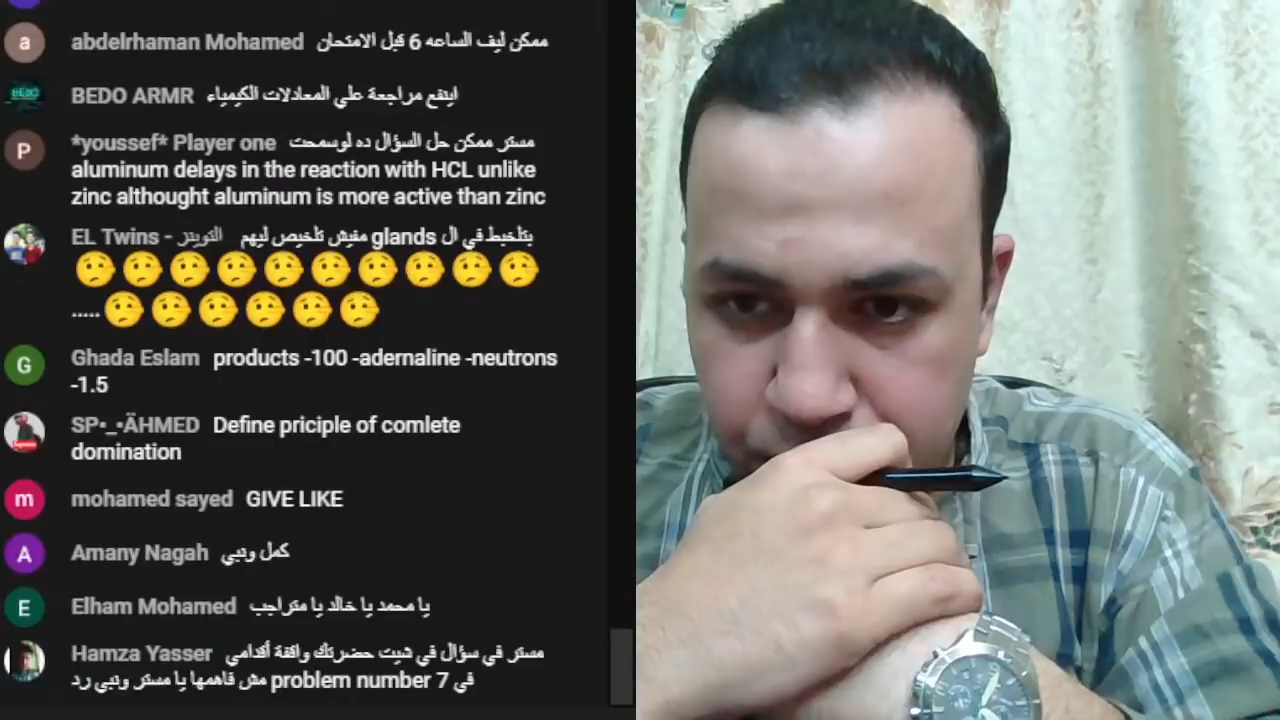 a abdelrhaman Mohamed ممكن ليف الساعه 6 قبل الامتحان
BEDO BEDO ARMR اينفع مراجعة علي المعادلات الكيمياء
P *youssef* Player one مستر ممكن حل السؤال ده لوسمحت
aluminum delays in the reaction with HCL unlike
zinc althought aluminum is more active than zinc
EL Twins - التوينز بتلخيط في ال glands مفيش تلخيص ليهم
.....
G Ghada Eslam products -100 -adernaline -neutrons
-1.5
SP•_•ÄHMED Define priciple of comlete
domination
m mohamed sayed GIVE LIKE
A Amany Nagah كمل ونبي
E Elham Mohamed يا محمد يا خالد يا متراجب
Hamza Yasser مستر في سؤال في شيت حضرتك واقفة أقدامي
في problem number 7 مش فاهمها يا مستر ونبي رد